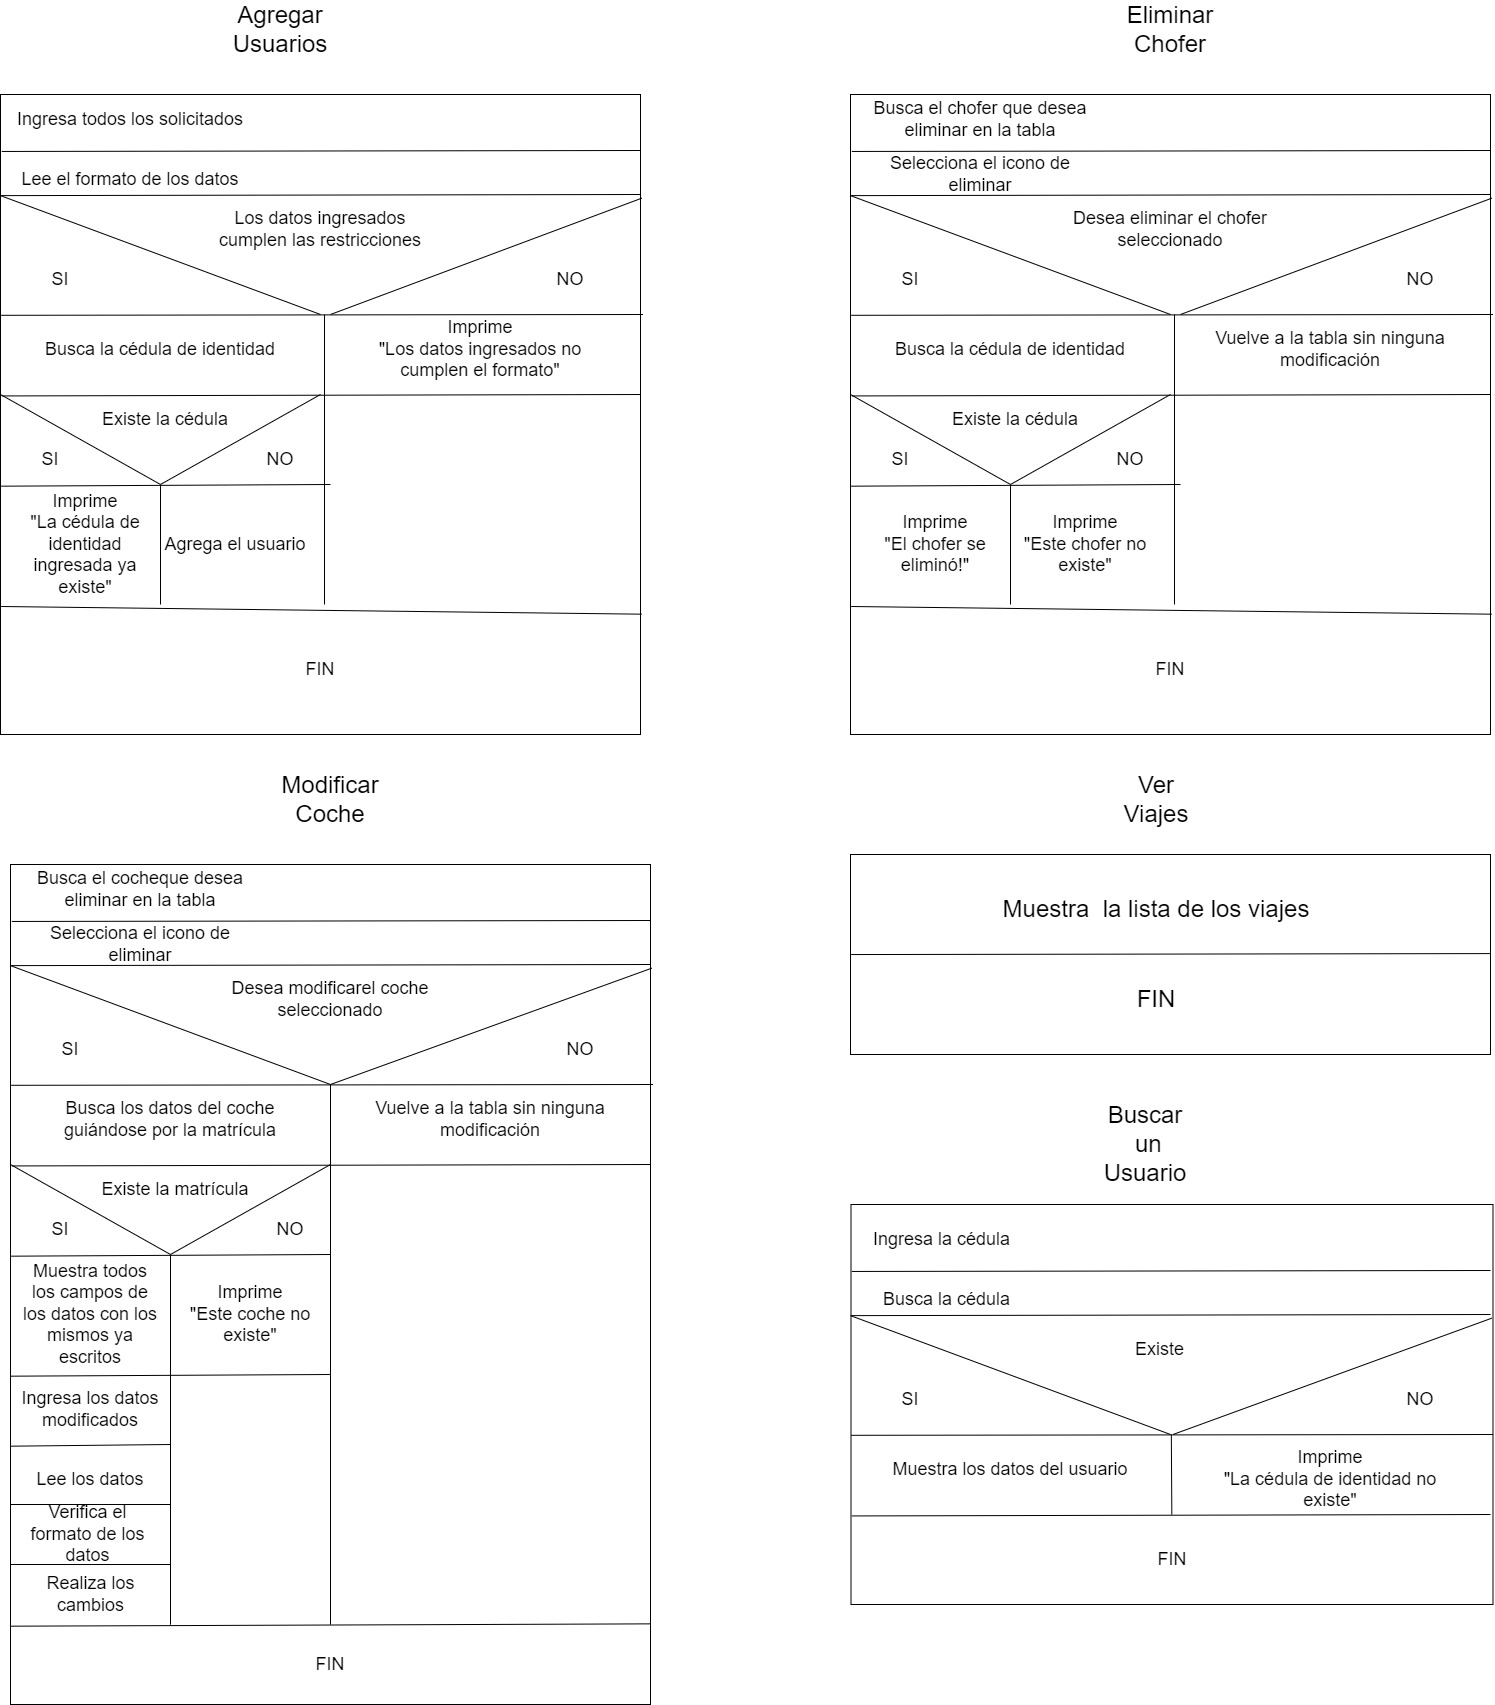 Agregar
Usuarios
Ingresa todos los solicitados
Lee el formato de los datos
Los datos ingresados
cumplen las restricciones
SI
NO
Busca la cédula de identidad
Imprime
"Los datos ingresados no
cumplen el formato"
Existe la cédula
SI
NO
Imprime
"La cédula de
identidad
ingresada ya
existe"
Agrega el usuario
FIN
Eliminar
Chofer
Busca el chofer que desea
eliminar en la tabla
Selecciona el icono de
eliminar
Desea eliminar el chofer
seleccionado
SI
NO
Busca la cédula de identidad
Vuelve a la tabla sin ninguna
modificación
Existe la cédula
SI
NO
Imprime
"El chofer se
eliminó!"
Imprime
"Este chofer no
existe"
FIN
Modificar
Coche
Busca el cocheque desea
eliminar en la tabla
Selecciona el icono de
eliminar
Desea modificarel coche
seleccionado
SI
NO
Busca los datos del coche
guiándose por la matrícula
Vuelve a la tabla sin ninguna
modificación
Existe la matrícula
SI
NO
Muestra todos
los campos de
los datos con los
mismos ya
escritos
Imprime
"Este coche no
existe"
Ingresa los datos
modificados
Lee los datos
Verifica el
formato de los
datos
Realiza los
cambios
FIN
Ver
Viajes
Muestra  la lista de los viajes
FIN
Buscar
un
Usuario
Ingresa la cédula
Busca la cédula
Existe
SI
NO
Muestra los datos del usuario
Imprime
"La cédula de identidad no
existe"
FIN